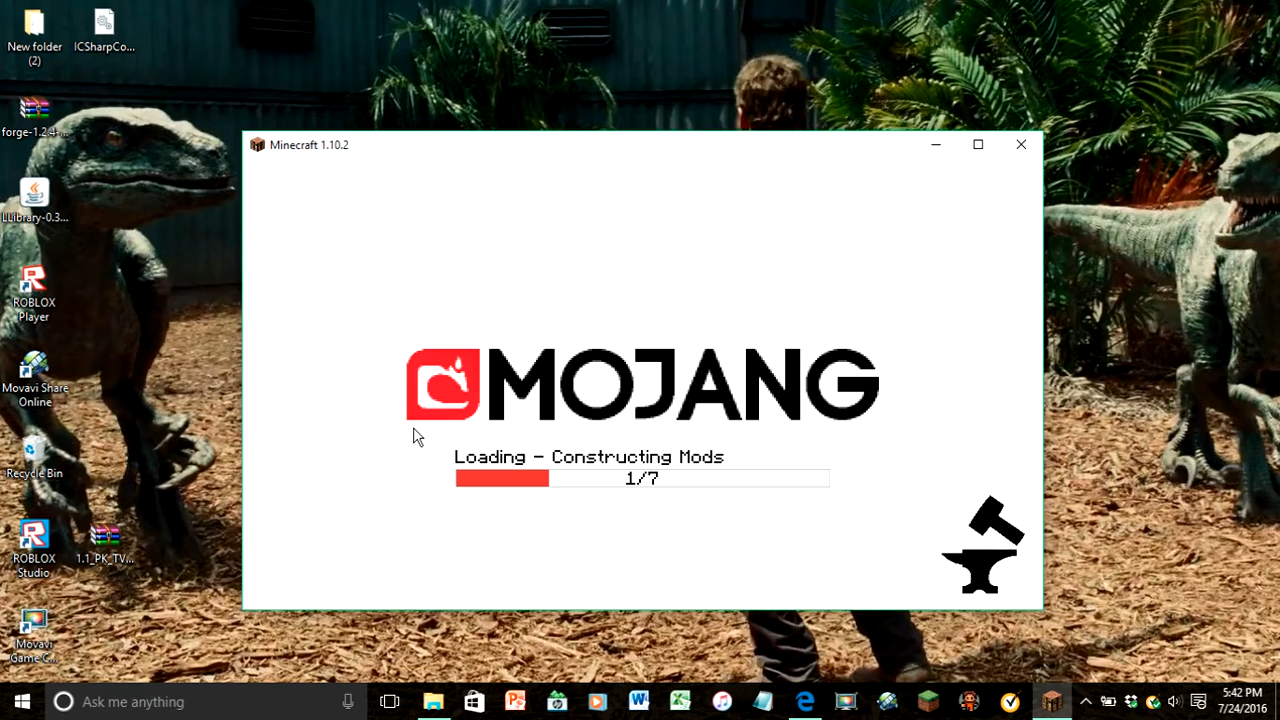 New folder
(2)
ICSharpCo...
forge-1.2.4-...
LLibrary-0.3...
ROBLOX
Player
Movavi Share
Online
Recycle Bin
ROBLOX
Studio
1.1_PK_TV...
Movavi
Game C...
Minecraft 1.10.2
MOJANG
Loading - Constructing Mods
1/7
Ask me anything
5:42 PM
7/24/2016